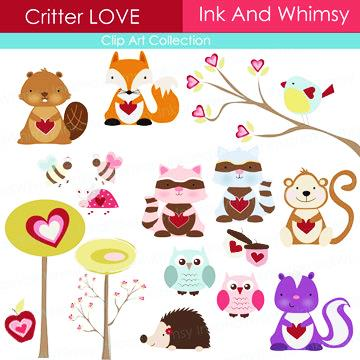 Critter LOVE
Ink And Whimsy
Clip Art Collection